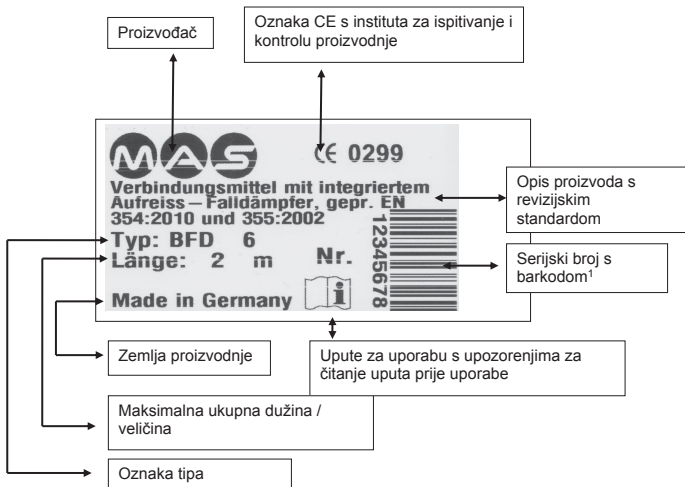 Proizvođač
Oznaka CE s instituta za ispitivanje i
kontrolu proizvodnje
MAS
CE 0299
Verbindungsmittel mit integriertem
Aufreiss – Falldämpfer, gepr. EN
354:2010 und 355:2002
Typ: BFD 6
Länge: 2 m
Nr.
12345678
Made in Germany
i
Opis proizvoda s
revizijskim
standardom
Serijski broj s
barkodom¹
Zemlja proizvodnje
Upute za uporabu s upozorenjima za
čitanje uputa prije uporabe
Maksimalna ukupna dužina /
veličina
Oznaka tipa